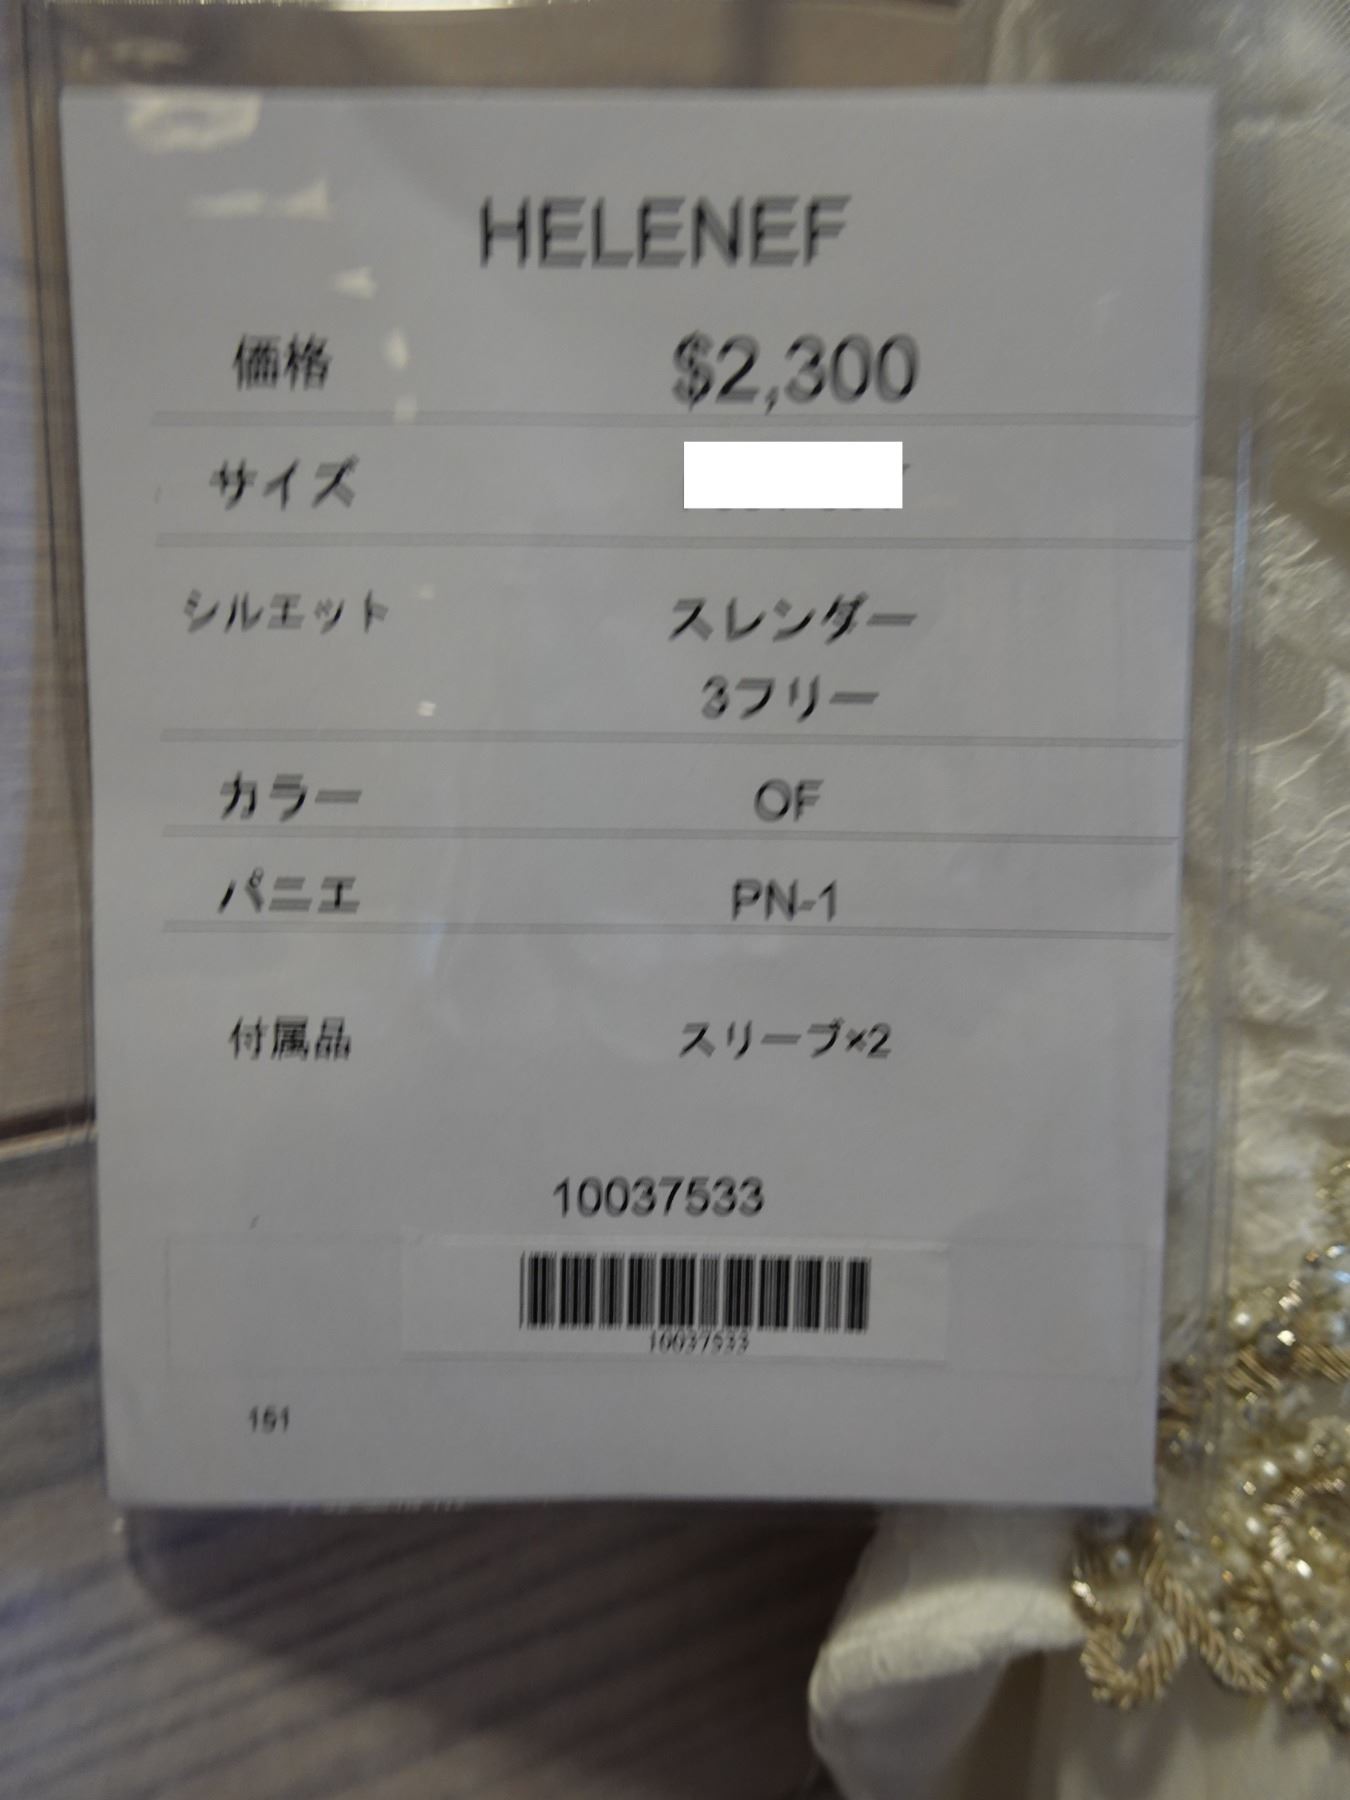 HELENEF
価格 $2,300
サイズ
シルエット スレンダー
3フリー
カラー OF
パニエ PN-1
付属品 スリーブ×2
10037533
10037533
151